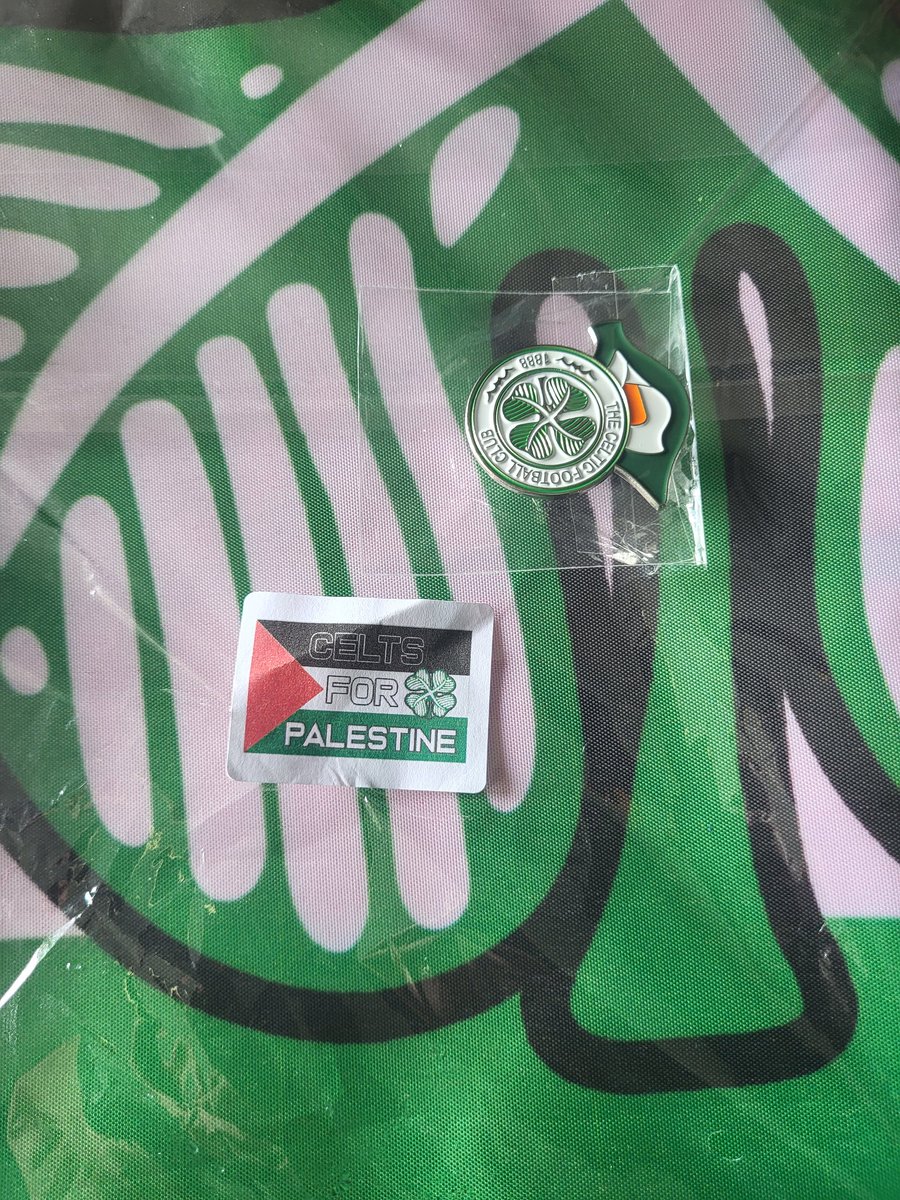 THE CELTIC FOOTBALL CLUB
1888
CELTS
FOR
PALESTINE